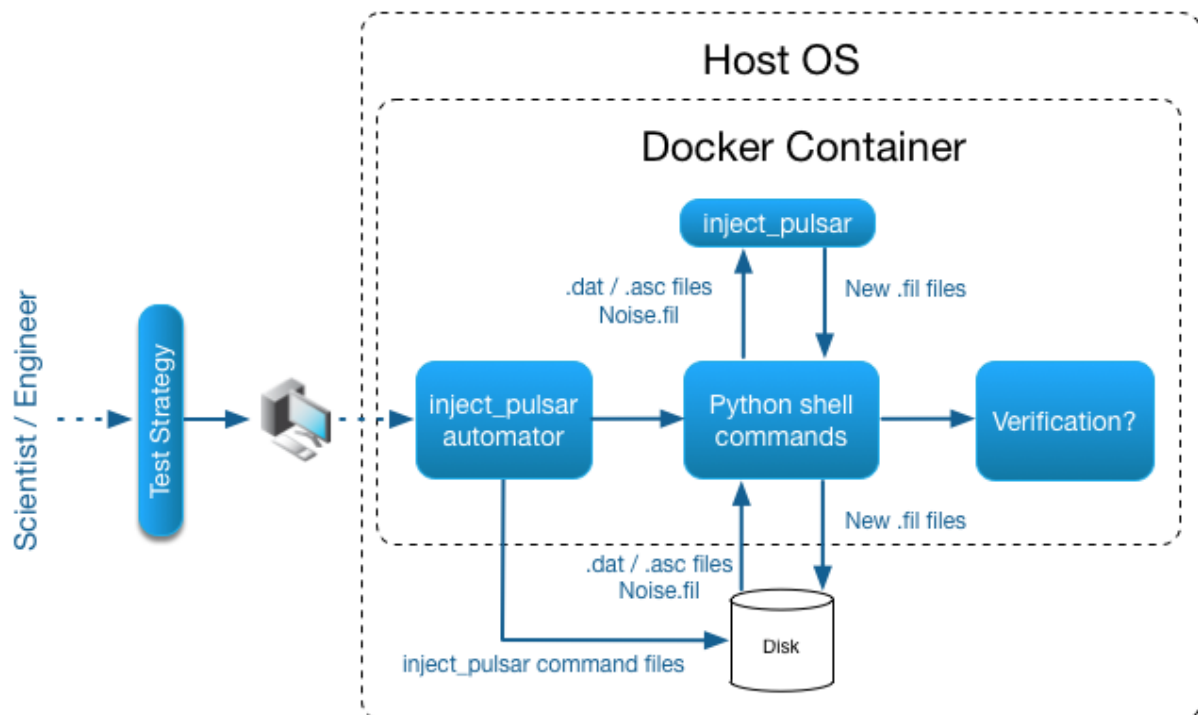 Host OS
Docker Container
inject_pulsar
.dat / .asc files
Noise.fil
New .fil files
Scientist / Engineer
Test Strategy
inject_pulsar
automator
Python shell
commands
Verification?
.dat / .asc files
Noise.fil
New .fil files
Disk
inject_pulsar command files